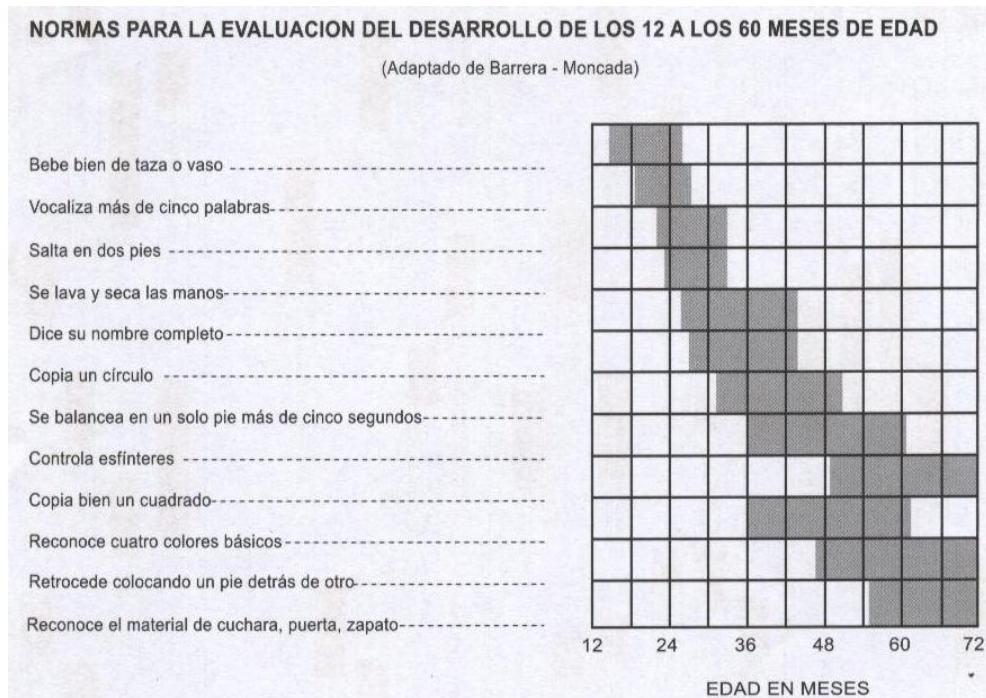 NORMAS PARA LA EVALUACION DEL DESARROLLO DE LOS 12 A LOS 60 MESES DE EDAD
(Adaptado de Barrera - Moncada)
Bebe bien de taza o vaso
Vocaliza más de cinco palabras
Salta en dos pies
Se lava y seca las manos
Dice su nombre completo
Copia un círculo
Se balancea en un solo pie más de cinco segundos
Controla esfínteres
Copia bien un cuadrado
Reconoce cuatro colores básicos
Retrocede colocando un pie detrás de otro
Reconoce el material de cuchara, puerta, zapato
12 24 36 48 60 72
EDAD EN MESES